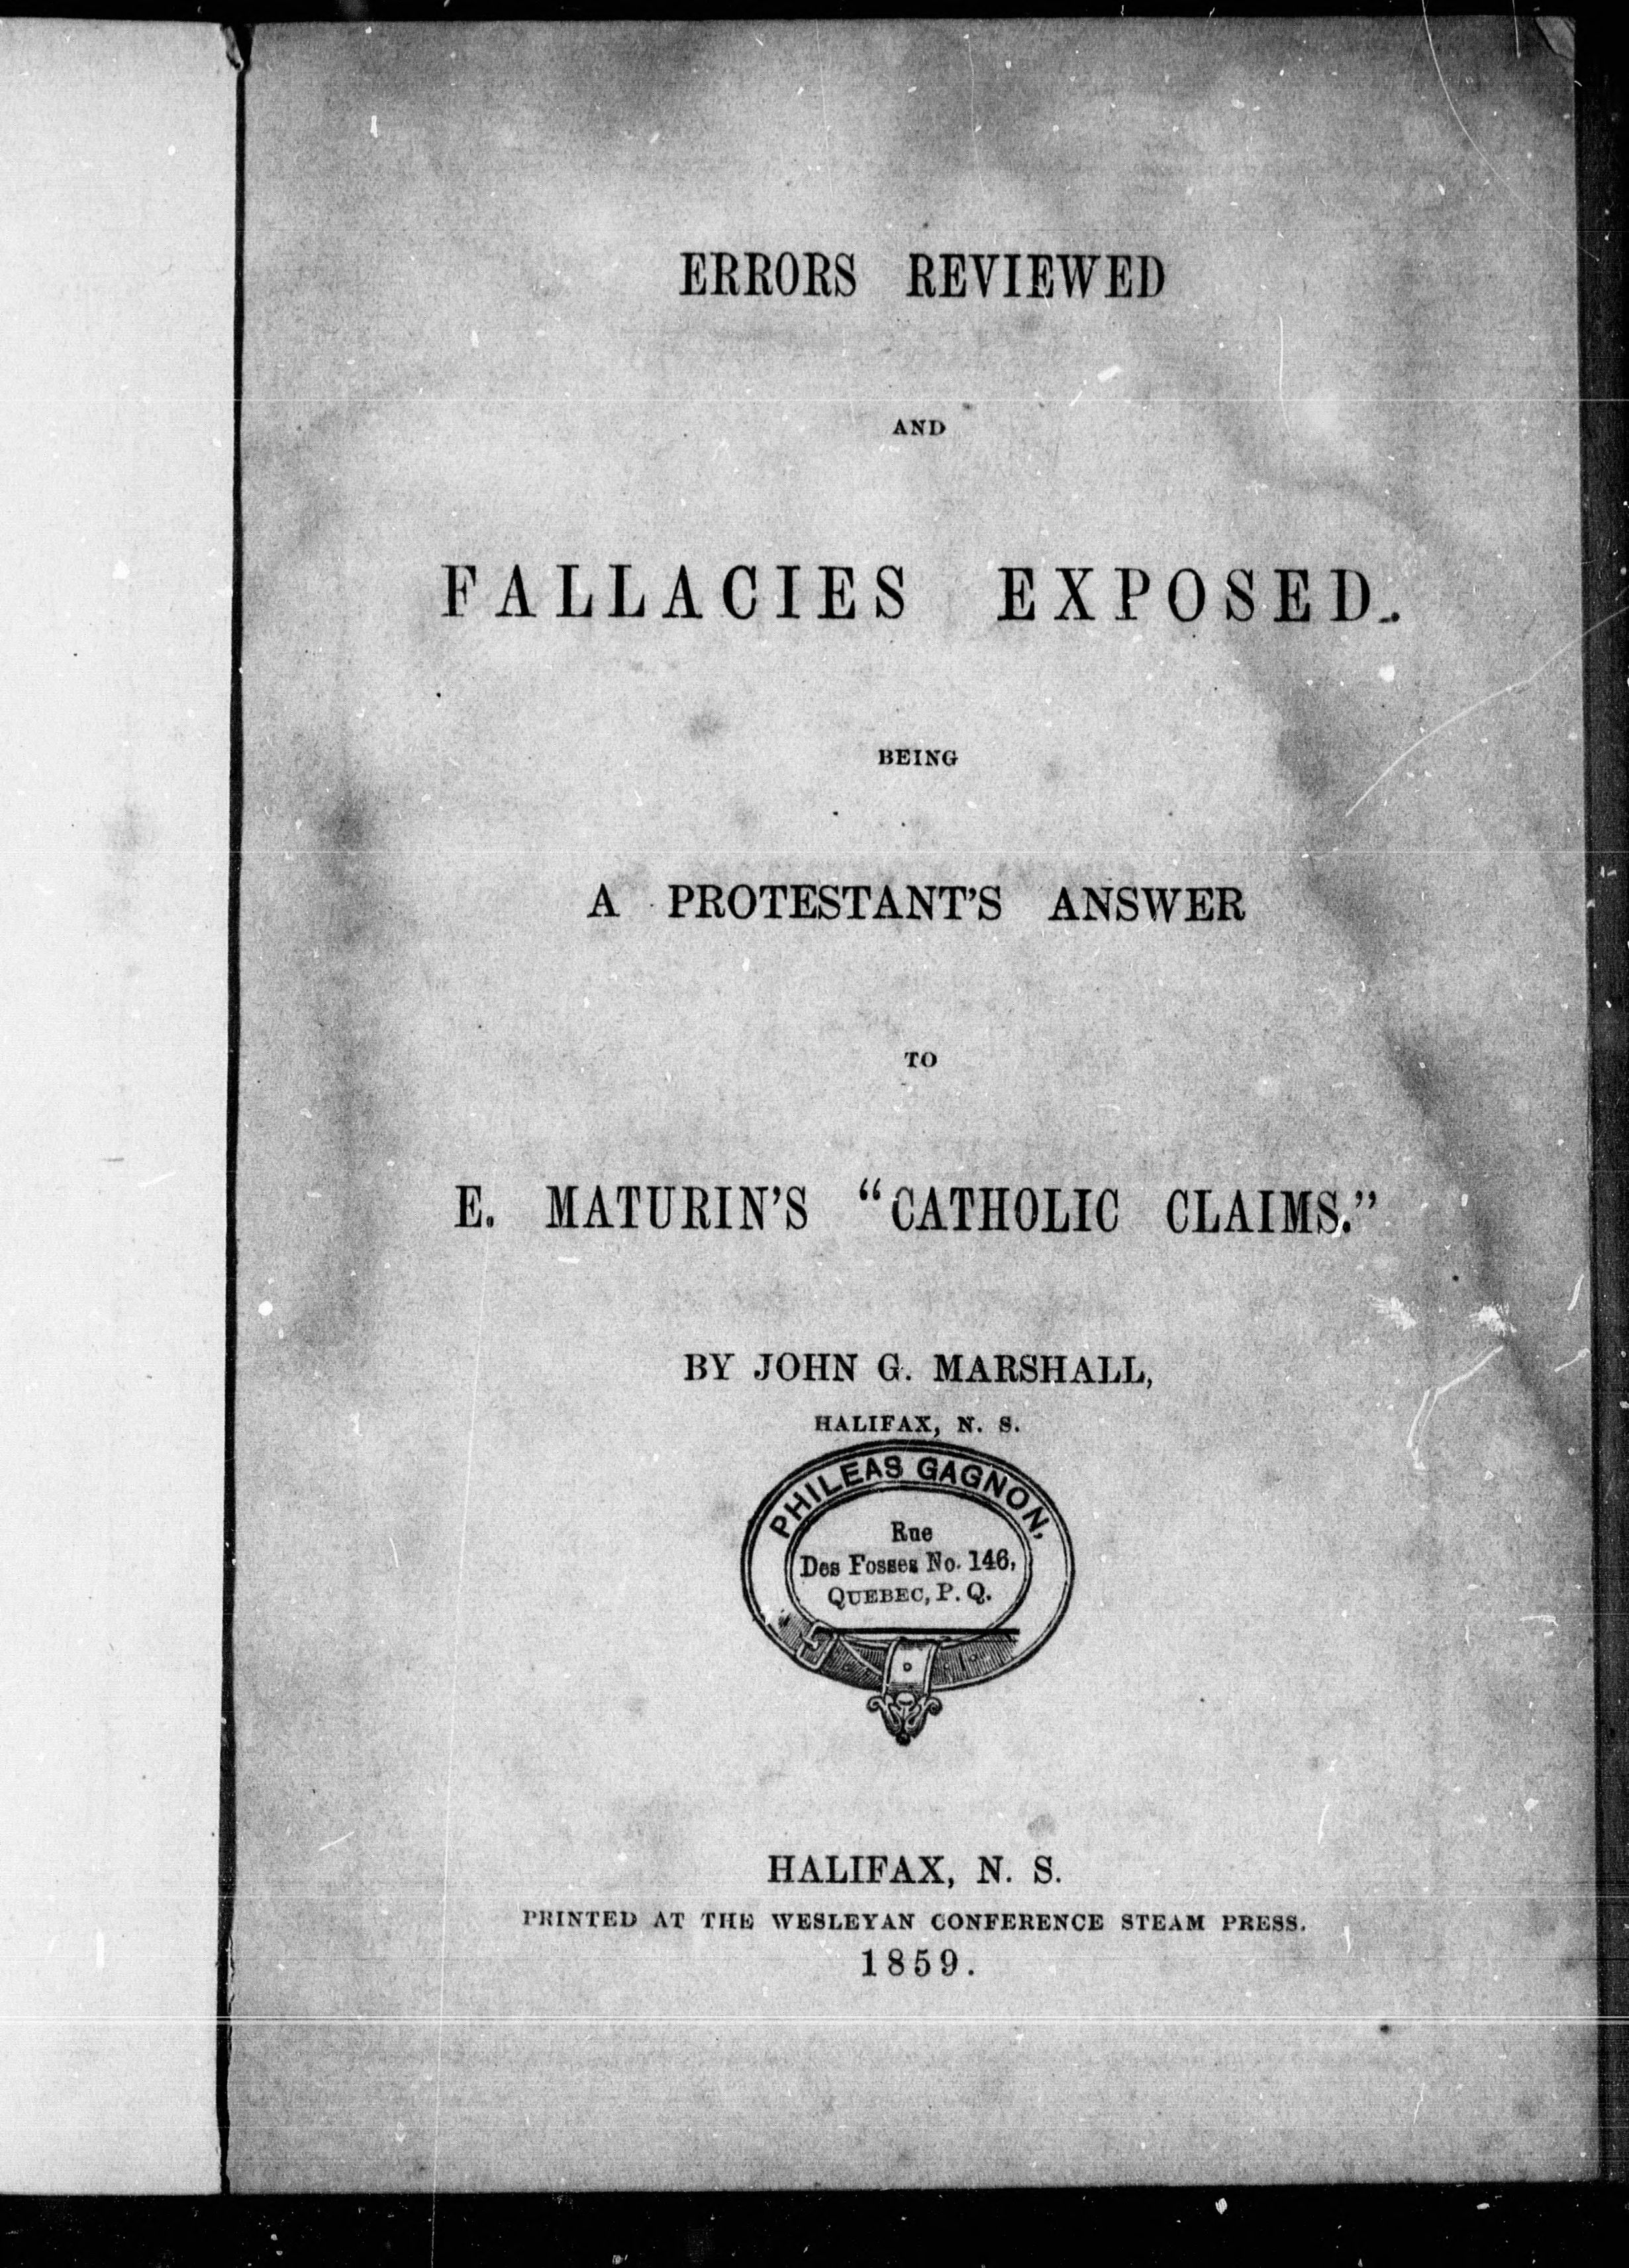 ERRORS REVIEWED
AND
FALLACIES EXPOSED.
BEING
A PROTESTANT'S ANSWER
TO
E. MATURIN'S "CATHOLIC CLAIMS."
BY JOHN G. MARSHALL,
HALIFAX, N. S.
PHILEAS GAGNON,
Rue
Des Fosses No. 146,
QUEBEC, P. Q.
HALIFAX, N. S.
PRINTED AT THE WESLEYAN CONFERENCE STEAM PRESS.
1859.